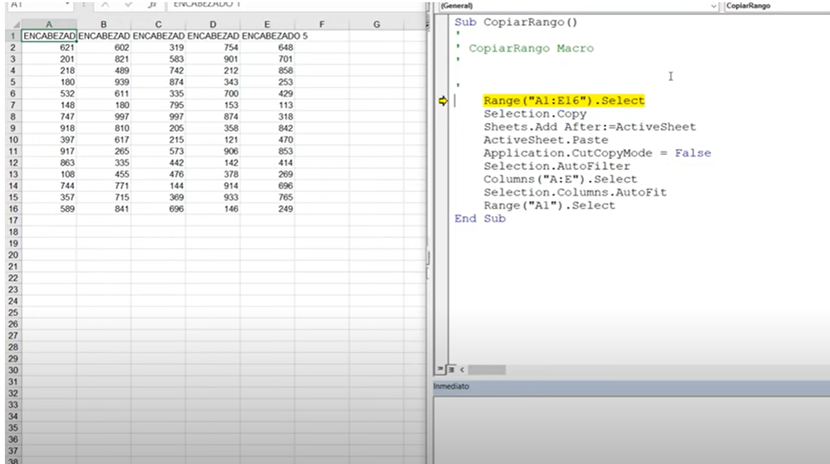 A1 ENCABEZADO 1
A B C D E F G
1 ENCABEZAD ENCABEZAD ENCABEZAD ENCABEZAD ENCABEZADO 5
2 621 602 319 754 648
3 201 821 583 901 701
4 218 489 742 212 858
5 180 939 874 343 253
6 532 611 335 700 429
7 148 180 795 153 113
8 747 997 997 874 318
9 918 810 205 358 842
10 397 617 215 121 470
11 917 265 573 906 853
12 863 335 442 142 414
13 108 455 476 378 269
14 744 771 144 914 696
15 357 715 369 933 765
16 589 841 696 146 249
17
18
19
20
21
22
23
24
25
26
27
28
29
30
31
32
33
34
35
36
37
38
(General) CopiarRango
Sub CopiarRango()
'
' CopiarRango Macro
'
'
Range("A1:E16").Select
Selection.Copy
Sheets.Add After:=ActiveSheet
ActiveSheet.Paste
Application.CutCopyMode = False
Selection.AutoFilter
Columns("A:E").Select
Selection.Columns.AutoFit
Range("A1").Select
End Sub
Inmediato